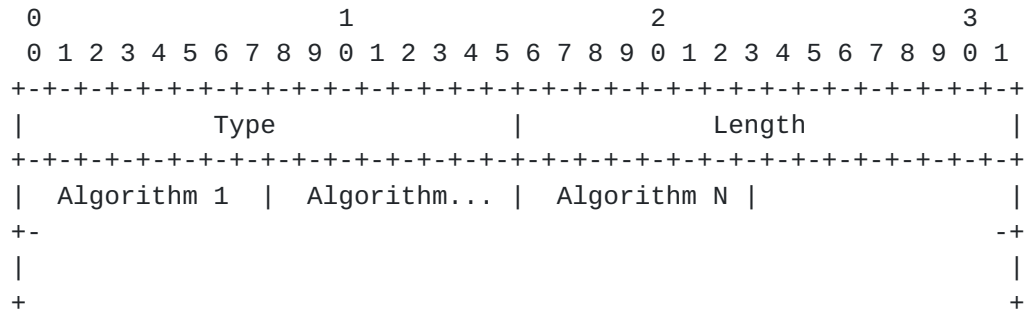 0                   1                   2                   3
 0 1 2 3 4 5 6 7 8 9 0 1 2 3 4 5 6 7 8 9 0 1 2 3 4 5 6 7 8 9 0 1
+-+-+-+-+-+-+-+-+-+-+-+-+-+-+-+-+-+-+-+-+-+-+-+-+-+-+-+-+-+-+-+-+
|            Type               |            Length             |
+-+-+-+-+-+-+-+-+-+-+-+-+-+-+-+-+-+-+-+-+-+-+-+-+-+-+-+-+-+-+-+-+
|  Algorithm 1  |  Algorithm... |  Algorithm N |                |
+-                                                             -+
|                                                               |
+                                                               +